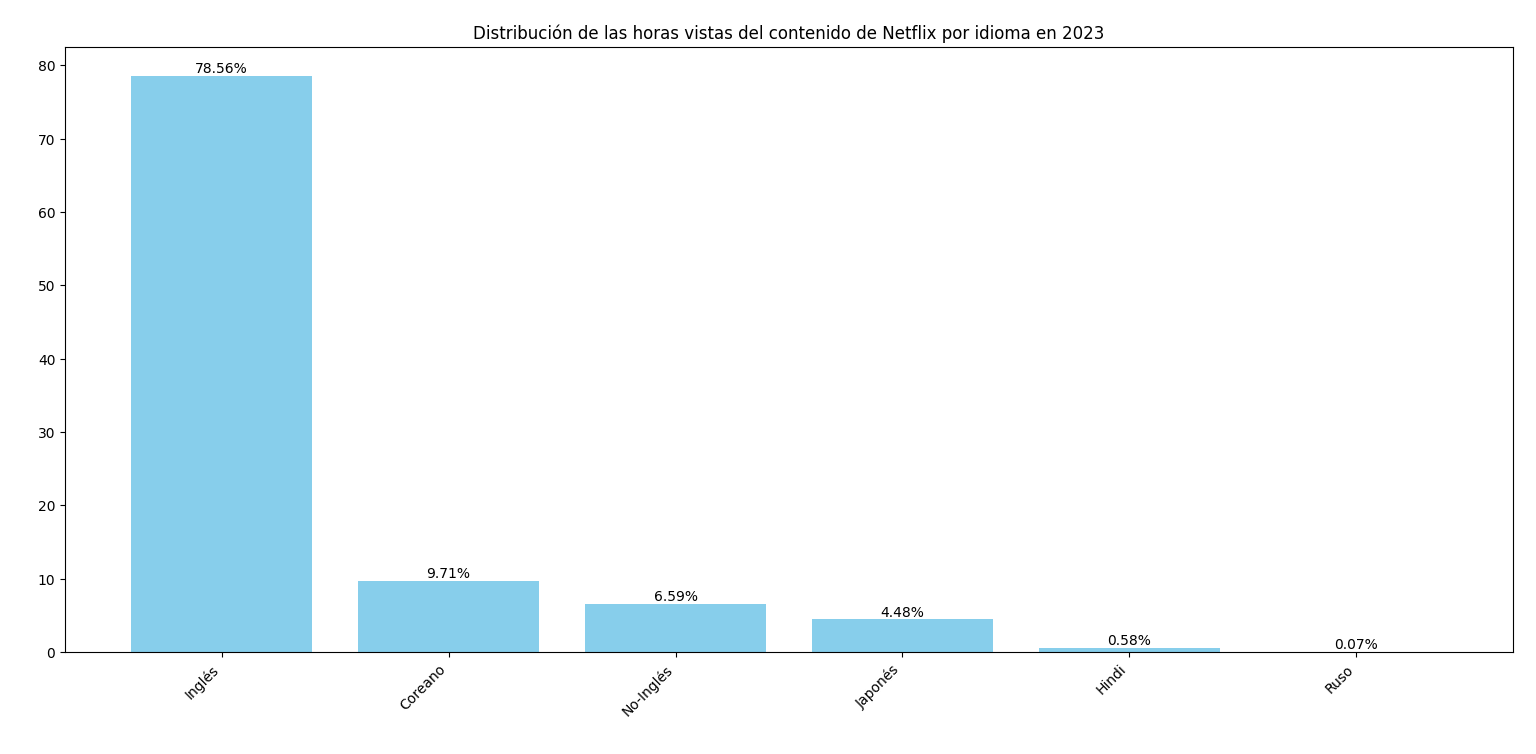 Distribución de las horas vistas del contenido de Netflix por idioma en 2023
80
70
60
50
40
30
20
10
0
78.56%
9.71%
6.59%
4.48%
0.58%
0.07%
Inglés
Coreano
No-Inglés
Japonés
Hindi
Ruso